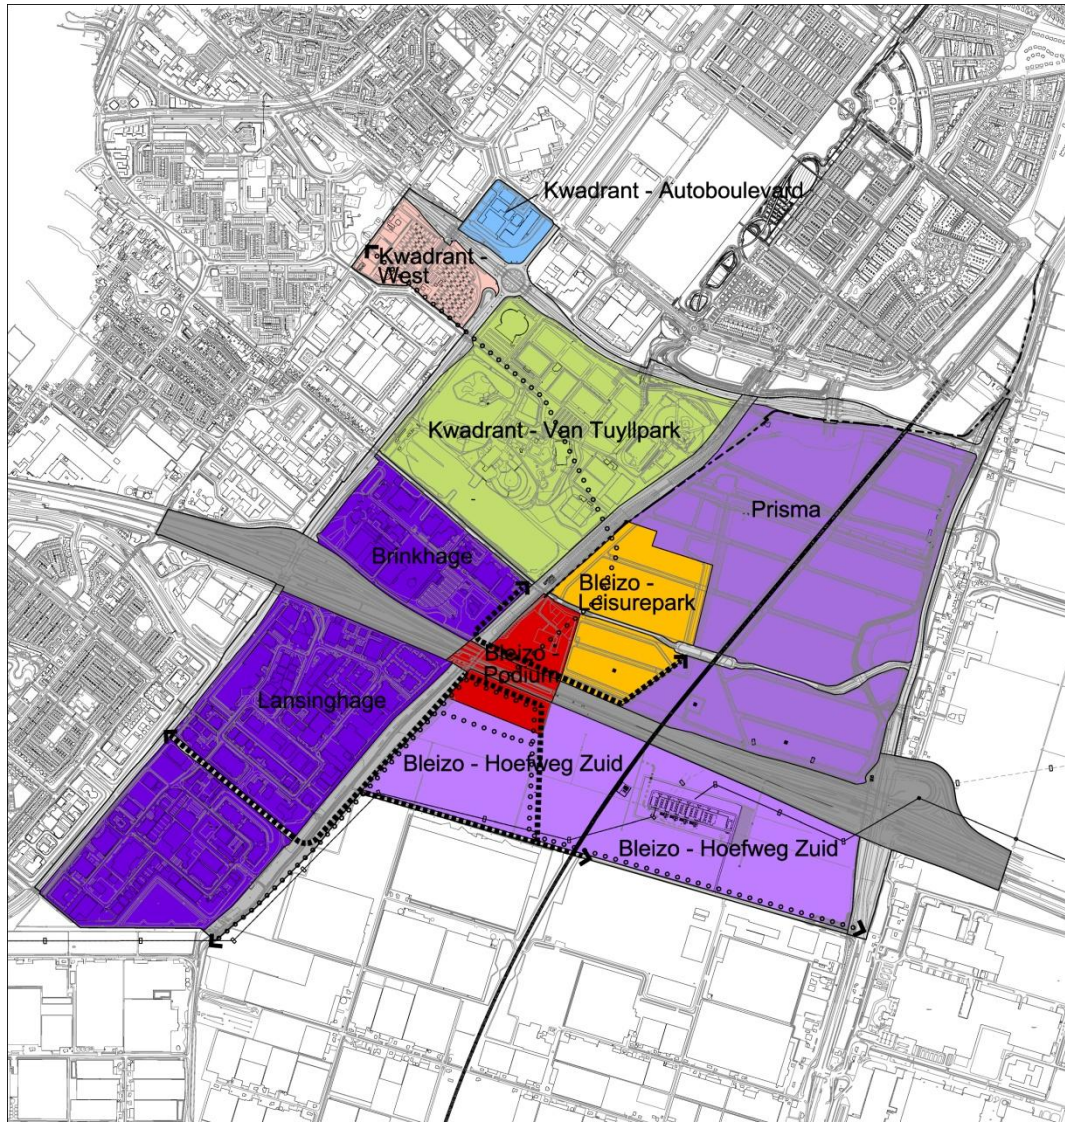 Kwadrant - Autoboulevard
Kwadrant -
West
Kwadrant - Van Tuyllpark
Prisma
Brinkhage
Bleizo -
Leisurepark
Bleizo -
Podium
Lansinghage
Bleizo - Hoefweg Zuid
Bleizo - Hoefweg Zuid